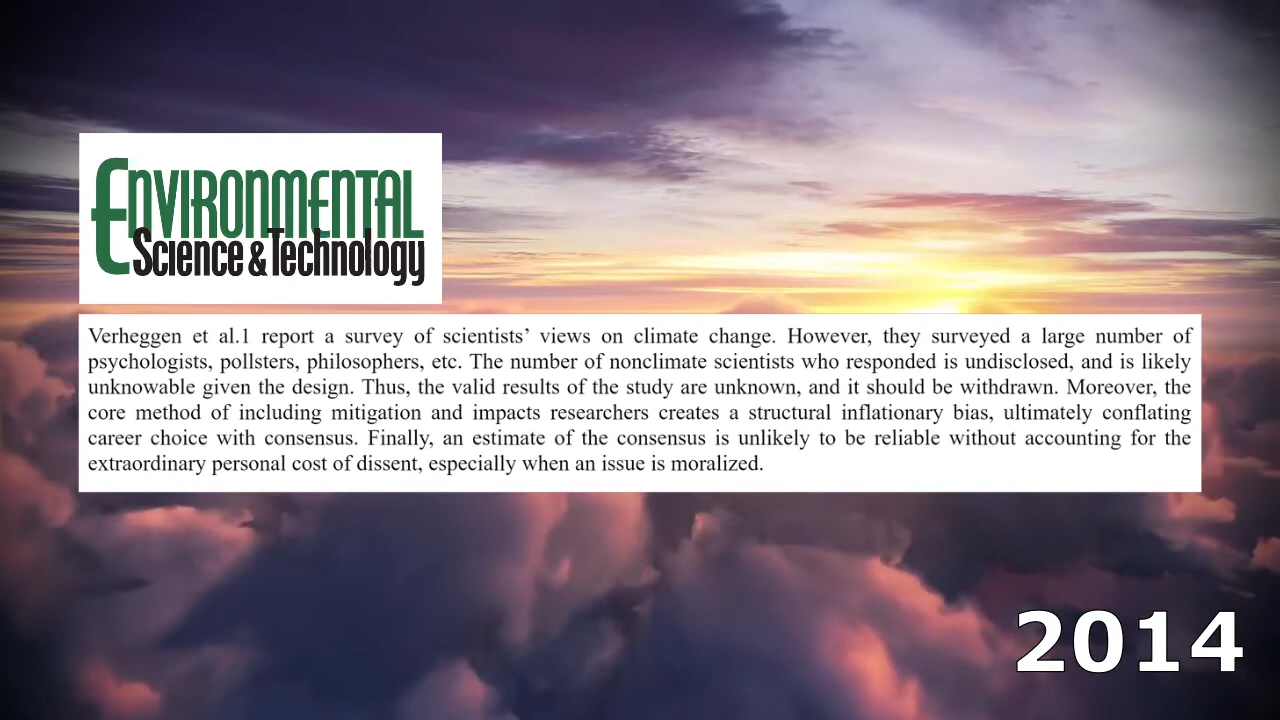 ENVIRONMENTAL
Science & Technology
Verheggen et al.1 report a survey of scientists’ views on climate change. However, they surveyed a large number of
psychologists, pollsters, philosophers, etc. The number of nonclimate scientists who responded is undisclosed, and is likely
unknowable given the design. Thus, the valid results of the study are unknown, and it should be withdrawn. Moreover, the
core method of including mitigation and impacts researchers creates a structural inflationary bias, ultimately conflating
career choice with consensus. Finally, an estimate of the consensus is unlikely to be reliable without accounting for the
extraordinary personal cost of dissent, especially when an issue is moralized.
2014